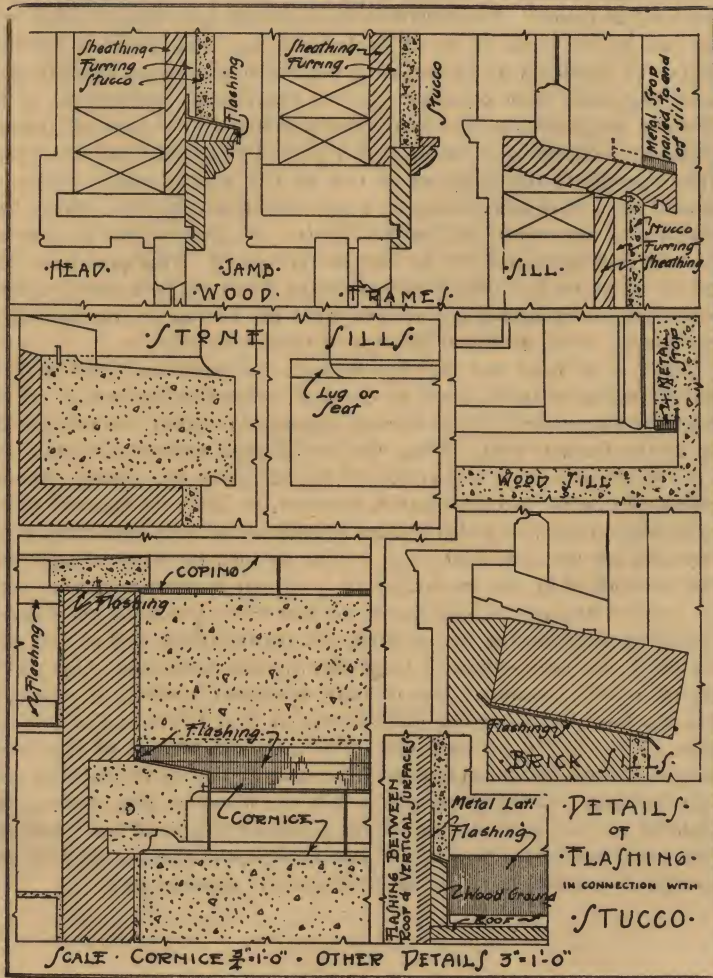 Sheathing
Furring
Stucco
Flashing
Sheathing
Furring
Stucco
Metal Stop
nailed to end
of sill.
Stucco
Furring
Sheathing
·HEAD·
·JAMB·
·SILL·
·WOOD· ·FRAMES·
·STONE SILLS·
Lug or
Seat
METAL
STOP
WOOD SILL
COPING
Flashing
Flashing
Flashing
CORNICE
Flashing
BRICK SILLS
FLASHING BETWEEN
ROOF & VERTICAL SURFACES
Metal Lath
Flashing
Wood Ground
ROOF
·DETAILS·
OF
·FLASHING·
IN CONNECTION WITH
·STUCCO·
SCALE · CORNICE ¾"=1'-0" · OTHER DETAILS 3"=1'-0"